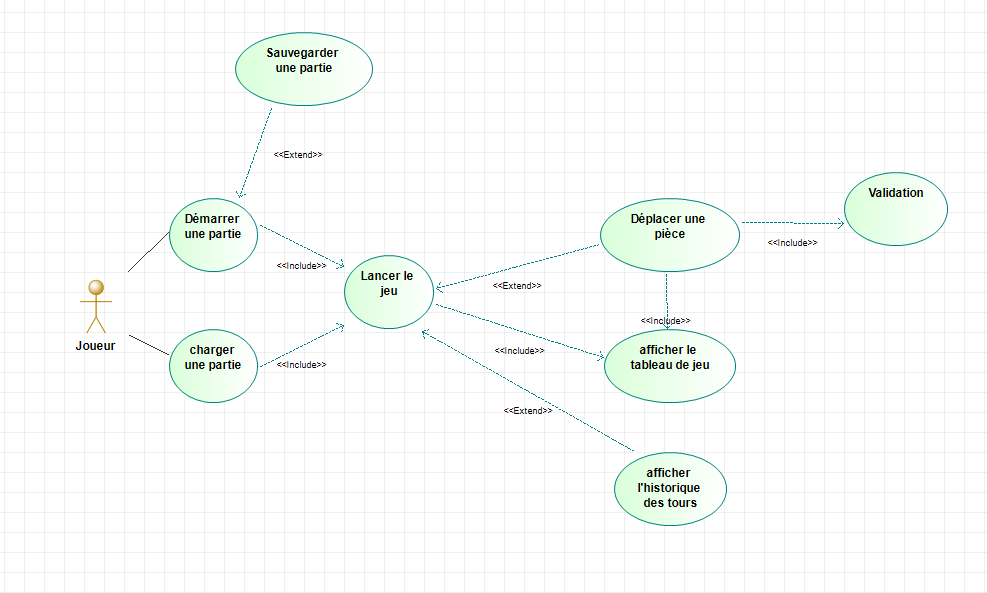 Sauvegarder
une partie
<<Extend>>
Démarrer
une partie
<<Include>>
Lancer le
jeu
Déplacer une
pièce
Validation
<<Include>>
<<Extend>>
<<Include>>
Joueur
charger
une partie
<<Include>>
<<Include>>
afficher le
tableau de jeu
<<Extend>>
afficher
l'historique
des tours